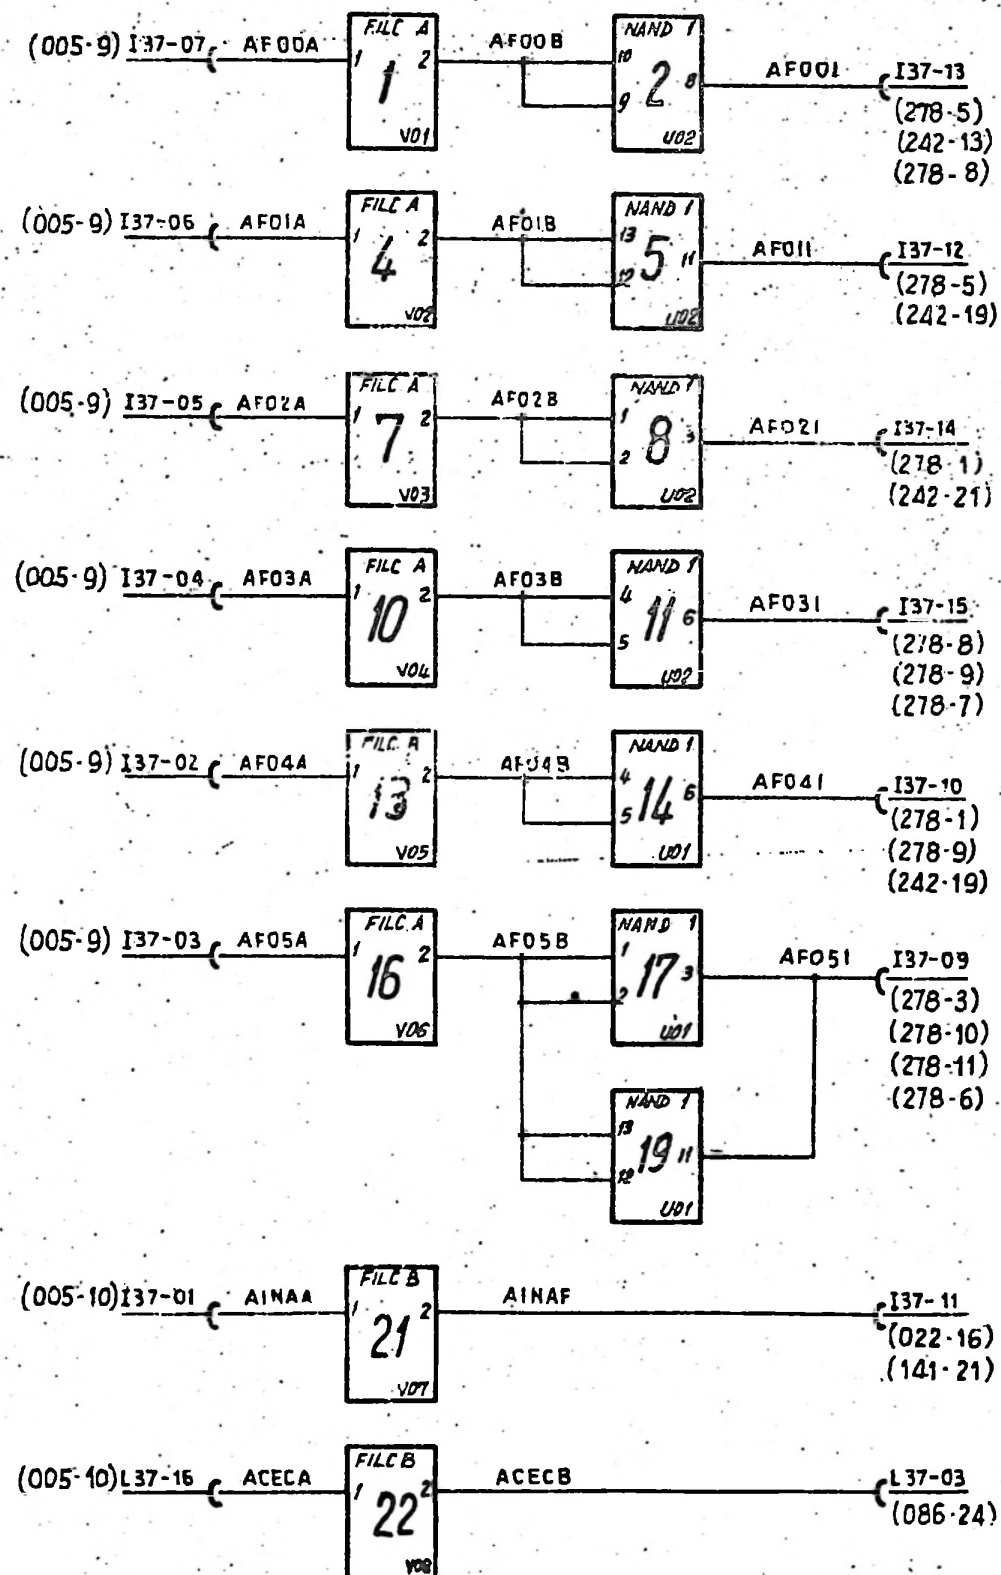 FILC A
NAND 1
(005-9) I37-07 AF00A 1 2 AF00B 10 8 AF00I I37-13
1
9 2
V01 U02
(278-5)
(242-13)
(278-8)
FILC A
NAND 1
(005-9) I37-06 AF01A 1 2 AF01B 13 11 AF01I I37-12
4
12 5
V02 U02
(278-5)
(242-19)
FILC A
NAND 1
(005-9) I37-05 AF02A 1 2 AF02B 1 3 AF02I I37-14
7
2 8
V03 U02
(278-1)
(242-21)
FILC A
NAND 1
(005-9) I37-04 AF03A 1 2 AF03B 4 6 AF03I I37-15
10
5 11
V04 U02
(278-8)
(278-9)
(278-7)
FILC A
NAND 1
(005-9) I37-02 AF04A 1 2 AF04B 4 6 AF04I I37-10
13
5 14
V05 U01
(278-1)
(278-9)
(242-19)
FILC A
NAND 1
(005-9) I37-03 AF05A 1 2 AF05B 1 3 AF05I I37-09
16
2 17
V06 U01
(278-3)
(278-10)
(278-11)
(278-6)
NAND 1
13
19 11
12
U01
FILC B
(005-10) I37-01 AINAA 1 2 AINAF I37-11
21
V07
(022-16)
(141-21)
FILC B
(005-10) L37-16 ACECA 1 2 ACECB L37-03
22
V08
(086-24)